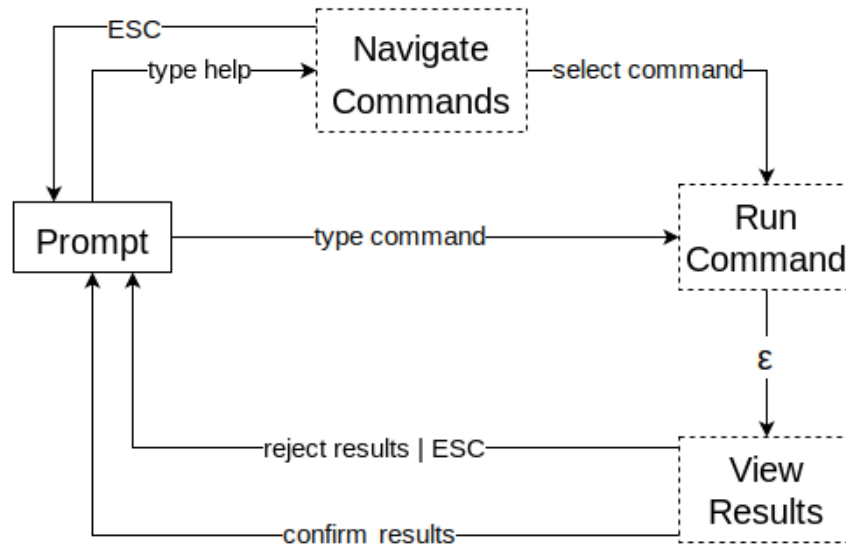 ESC
type help
Navigate
Commands
select command
Prompt
type command
Run
Command
ε
reject results | ESC
View
Results
confirm results